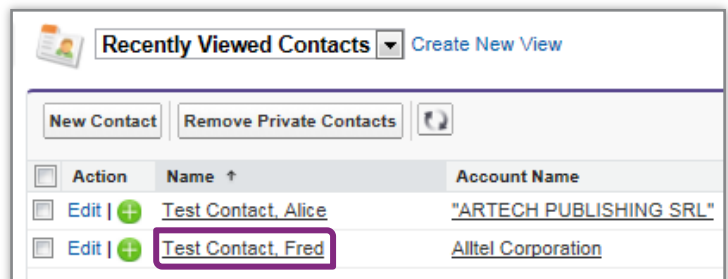 Recently Viewed Contacts Create New View
New Contact Remove Private Contacts
Action Name ↑ Account Name
Edit | Test Contact, Alice "ARTECH PUBLISHING SRL"
Edit | Test Contact, Fred Alltel Corporation